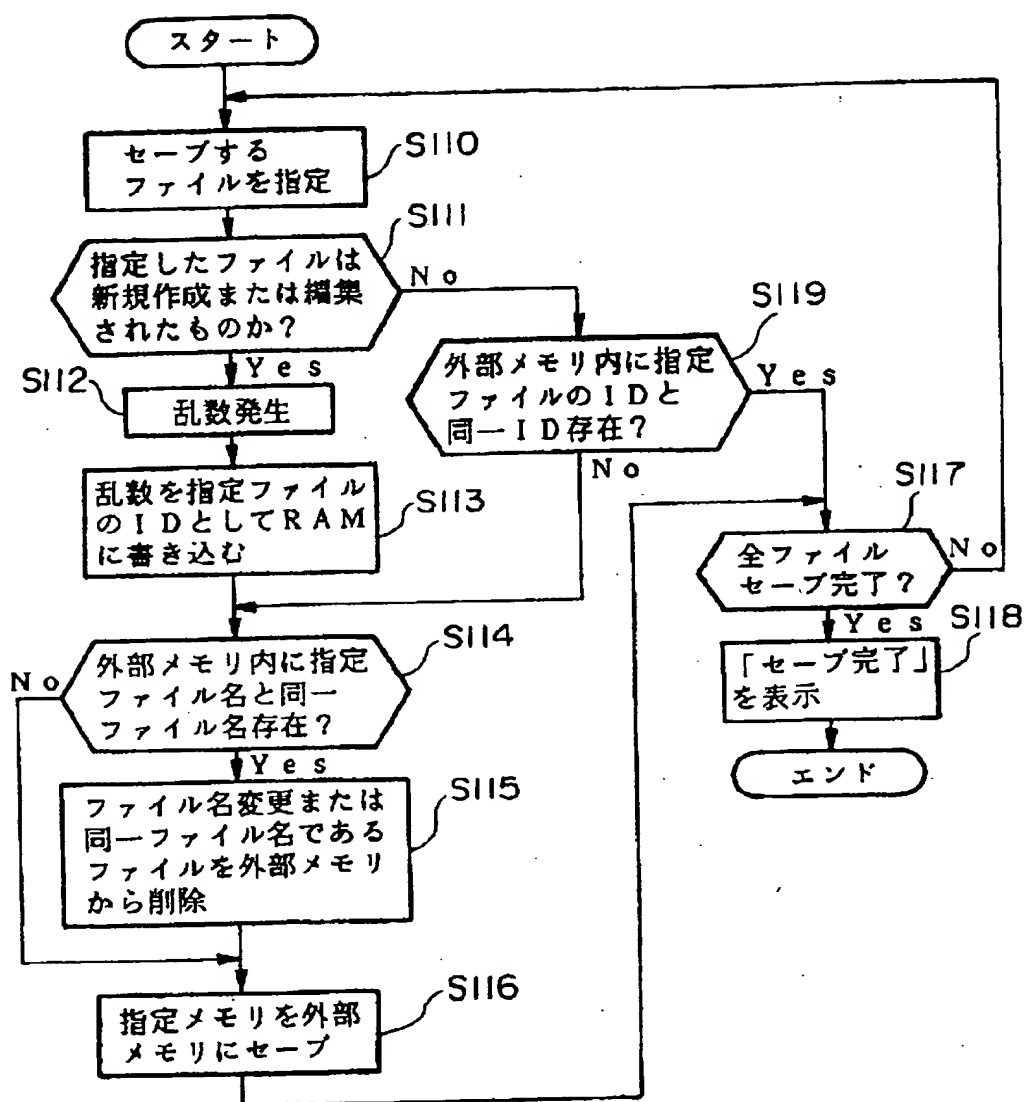 スタート
セーブする
ファイルを指定
S110
指定したファイルは
新規作成または編集
されたものか?
S111
No
Yes
S112
乱数発生
乱数を指定ファイル
のIDとしてRAM
に書き込む
S113
外部メモリ内に指定
ファイルのIDと
同一ID存在?
S119
Yes
No
外部メモリ内に指定
ファイル名と同一
ファイル名存在?
S114
No
Yes
ファイル名変更または
同一ファイル名である
ファイルを外部メモリ
から削除
S115
指定メモリを外部
メモリにセーブ
S116
全ファイル
セーブ完了?
S117
No
Yes
「セーブ完了」
を表示
S118
エンド